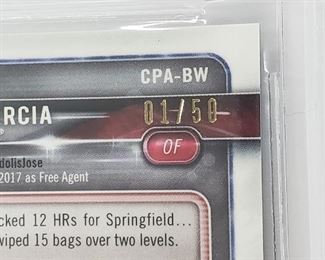 CPA-BW
RCIA
01/50
®
OF
dolisJose
2017 as Free Agent
cked 12 HRs for Springfield...
wiped 15 bags over two levels.